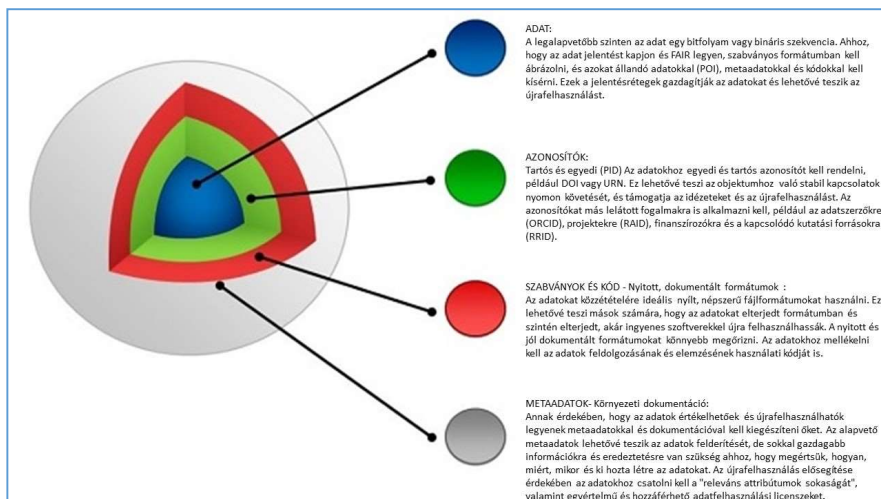 ADAT:
A legalapvetőbb szinten az adat egy bitfolyam vagy bináris szekvencia. Ahhoz,
hogy az adat jelentést kapjon és FAIR legyen, szabványos formátumban kell
ábrázolni, és azokat állandó adatokkal (POI), metaadatokkal és kódokkal kell
kísérni. Ezek a jelentésrétegek gazdagítják az adatokat és lehetővé teszik az
újrafelhasználást.
AZONOSÍTÓK:
Tartós és egyedi (PID) Az adatokhoz egyedi és tartós azonosítót kell rendelni,
például DOI vagy URN. Ez lehetővé teszi az objektumhoz való stabil kapcsolatok
nyomon követését, és támogatja az idézeteket és az újrafelhasználást. Az
azonosítókat más lelátott fogalmakra is alkalmazni kell, például az adatszerzőkre
(ORCID), projektekre (RAID), finanszírozókra és a kapcsolódó kutatási forrásokra
(RRID).
SZABVÁNYOK ÉS KÓD - Nyitott, dokumentált formátumok :
Az adatokat közzétételére ideális nyílt, népszerű fájlformátumokat használni. Ez
lehetővé teszi mások számára, hogy az adatokat elterjedt formátumban és
szintén elterjedt, akár ingyenes szoftverekkel újra felhasználhassák. A nyitott és
jól dokumentált formátumokat könnyebb megőrizni. Az adatokhoz mellékelni
kell az adatok feldolgozásának és elemzésének használati kódját is.
METAADATOK- Környezeti dokumentáció:
Annak érdekében, hogy az adatok értékelhetőek és újrafelhasználhatók
legyenek metaadatokkal és dokumentációval kell kiegészíteni őket. Az alapvető
metaadatok lehetővé teszik az adatok felderítését, de sokkal gazdagabb
információkra és eredeztetésre van szükség ahhoz, hogy megértsük, hogyan,
miért, mikor és ki hozta létre az adatokat. Az újrafelhasználás elősegítése
érdekében az adatokhoz csatolni kell a "releváns attribútumok sokaságát",
valamint egyértelmű és hozzáférhető adatfelhasználási licenszeket.